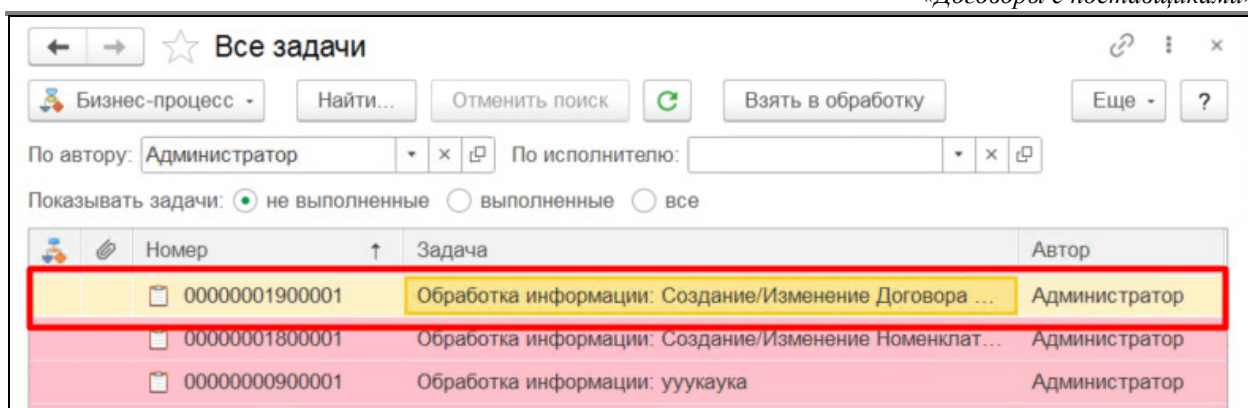 «Договоры с поставщиками»
Все задачи
Бизнес-процесс Найти... Отменить поиск Взять в обработку Еще ?
По автору: Администратор По исполнителю:
Показывать задачи: не выполненные выполненные все
Номер Задача Автор
00000001900001 Обработка информации: Создание/Изменение Договора ... Администратор
00000001800001 Обработка информации: Создание/Изменение Номенклат... Администратор
00000000900001 Обработка информации: ууукаука Администратор